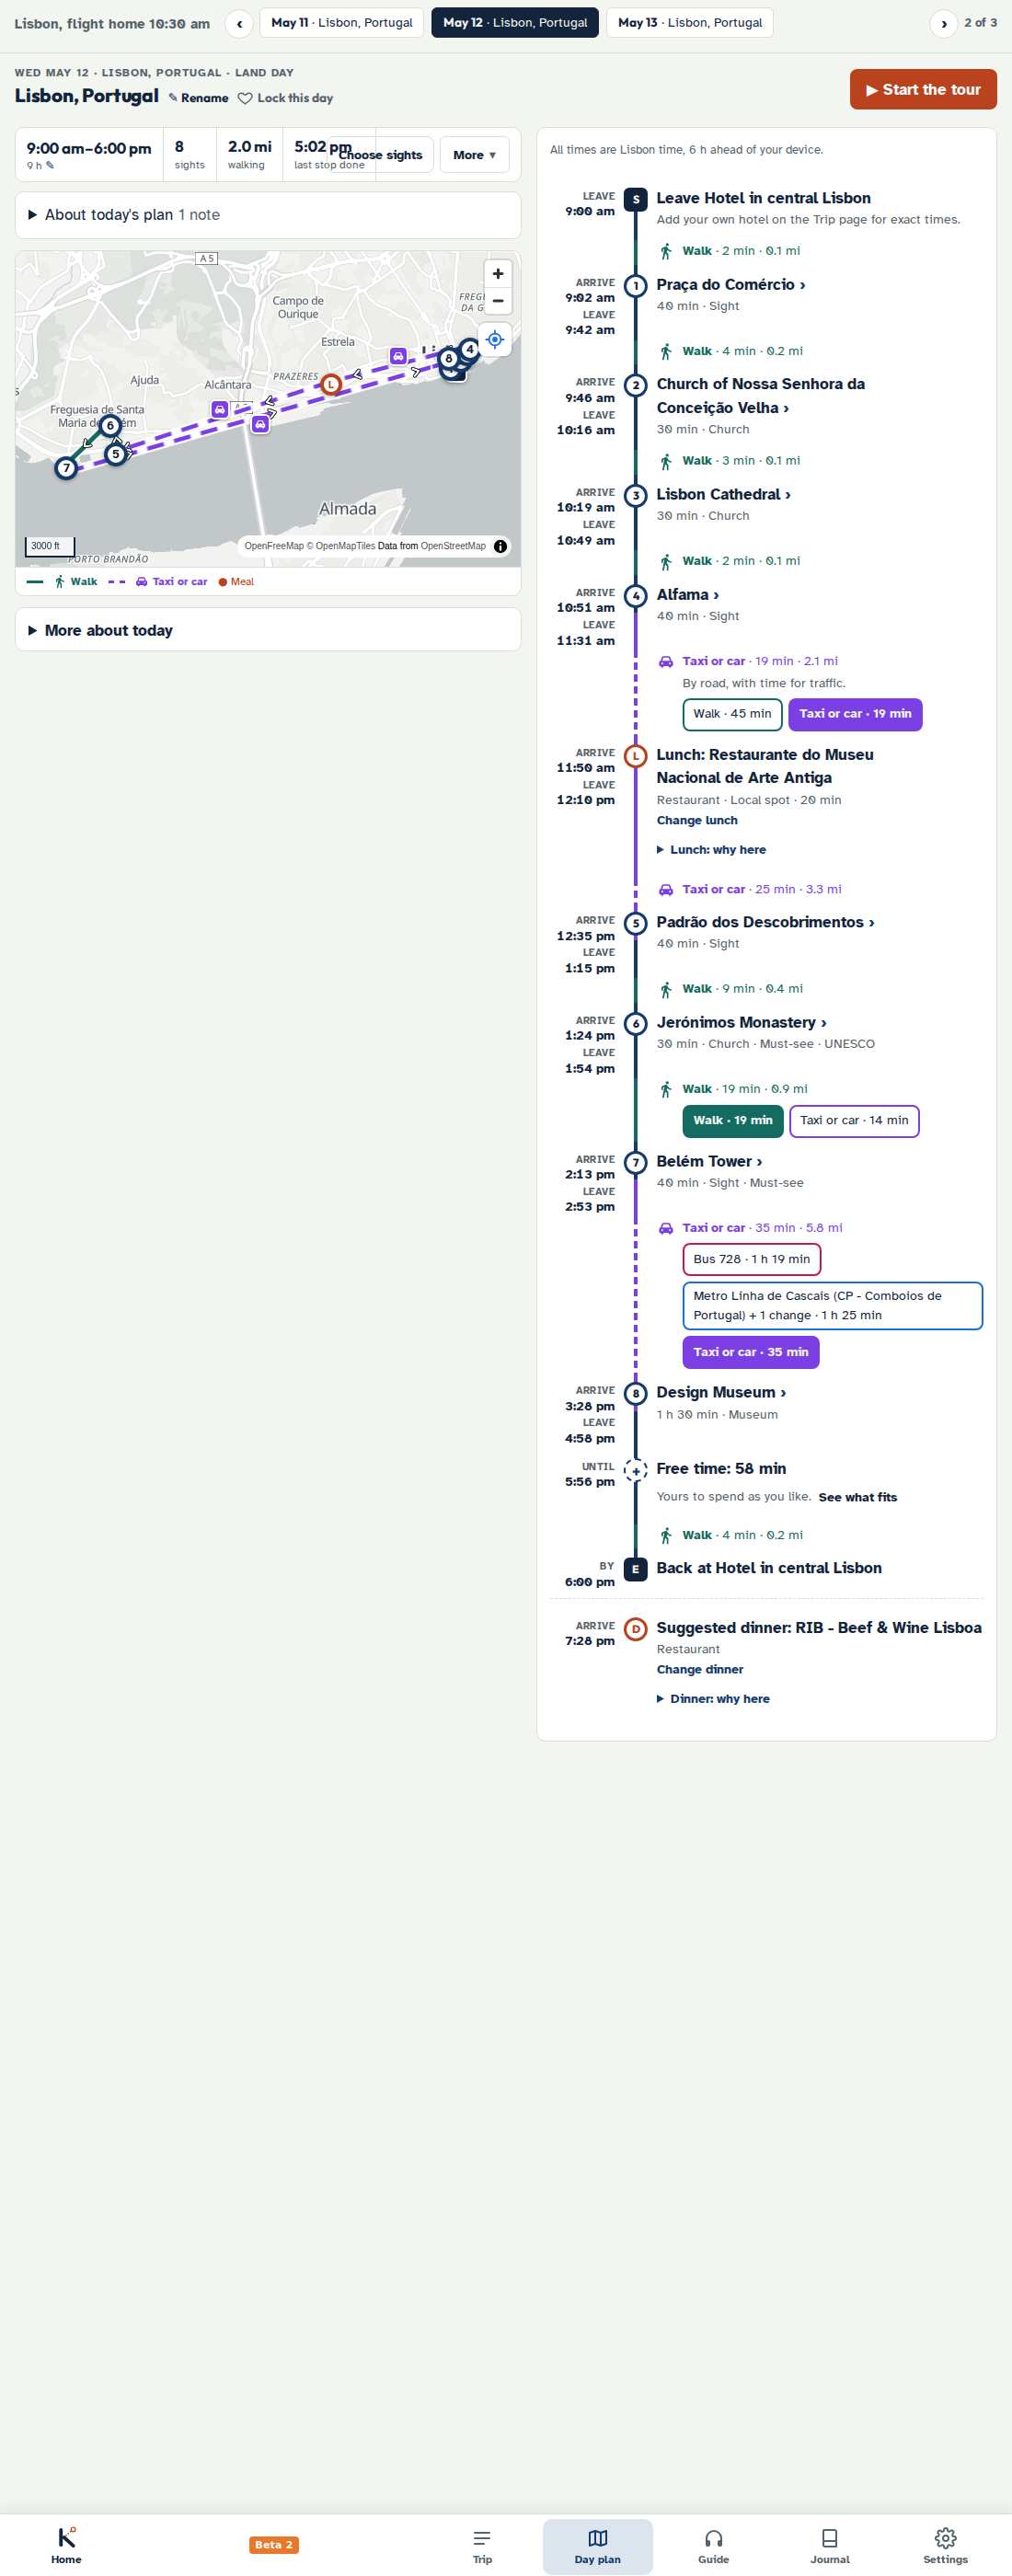 Lisbon, flight home 10:30 am
‹
May 11 · Lisbon, Portugal
May 12 · Lisbon, Portugal
May 13 · Lisbon, Portugal
›
2 of 3
WED MAY 12 · LISBON, PORTUGAL · LAND DAY
Lisbon, Portugal ✎ Rename Lock this day
▶ Start the tour
9:00 am–6:00 pm
9 h ✎
8
sights
2.0 mi
walking
5:02 pm
last stop done
Choose sights
More ▾
▶ About today's plan 1 note
A 5
Campo de
Ourique
Estrela
PRAZERES
Ajuda
Alcântara
Freguesia de Santa
L
4
8
6
5
7
+
−
Almada
3000 ft
PORTO BRANDÃO
OpenFreeMap © OpenMapTiles Data from OpenStreetMap
Walk
Taxi or car
Meal
▶ More about today
All times are Lisbon time, 6 h ahead of your device.
LEAVE
9:00 am
S
Leave Hotel in central Lisbon
Add your own hotel on the Trip page for exact times.
Walk · 2 min · 0.1 mi
ARRIVE
9:02 am
LEAVE
9:42 am
1
Praça do Comércio ›
40 min · Sight
Walk · 4 min · 0.2 mi
ARRIVE
9:46 am
LEAVE
10:16 am
2
Church of Nossa Senhora da
Conceição Velha ›
30 min · Church
Walk · 3 min · 0.1 mi
ARRIVE
10:19 am
LEAVE
10:49 am
3
Lisbon Cathedral ›
30 min · Church
Walk · 2 min · 0.1 mi
ARRIVE
10:51 am
LEAVE
11:31 am
4
Alfama ›
40 min · Sight
Taxi or car · 19 min · 2.1 mi
By road, with time for traffic.
Walk · 45 min
Taxi or car · 19 min
ARRIVE
11:50 am
LEAVE
12:10 pm
L
Lunch: Restaurante do Museu
Nacional de Arte Antiga
Restaurant · Local spot · 20 min
Change lunch
▶ Lunch: why here
Taxi or car · 25 min · 3.3 mi
ARRIVE
12:35 pm
LEAVE
1:15 pm
5
Padrão dos Descobrimentos ›
40 min · Sight
Walk · 9 min · 0.4 mi
ARRIVE
1:24 pm
LEAVE
1:54 pm
6
Jerónimos Monastery ›
30 min · Church · Must-see · UNESCO
Walk · 19 min · 0.9 mi
Walk · 19 min
Taxi or car · 14 min
ARRIVE
2:13 pm
LEAVE
2:53 pm
7
Belém Tower ›
40 min · Sight · Must-see
Taxi or car · 35 min · 5.8 mi
Bus 728 · 1 h 19 min
Metro Linha de Cascais (CP - Comboios de
Portugal) + 1 change · 1 h 25 min
Taxi or car · 35 min
ARRIVE
3:28 pm
LEAVE
4:58 pm
8
Design Museum ›
1 h 30 min · Museum
UNTIL
5:56 pm
+
Free time: 58 min
Yours to spend as you like. See what fits
Walk · 4 min · 0.2 mi
BY
6:00 pm
E
Back at Hotel in central Lisbon
ARRIVE
7:28 pm
D
Suggested dinner: RIB - Beef & Wine Lisboa
Restaurant
Change dinner
▶ Dinner: why here
Home
Beta 2
Trip
Day plan
Guide
Journal
Settings